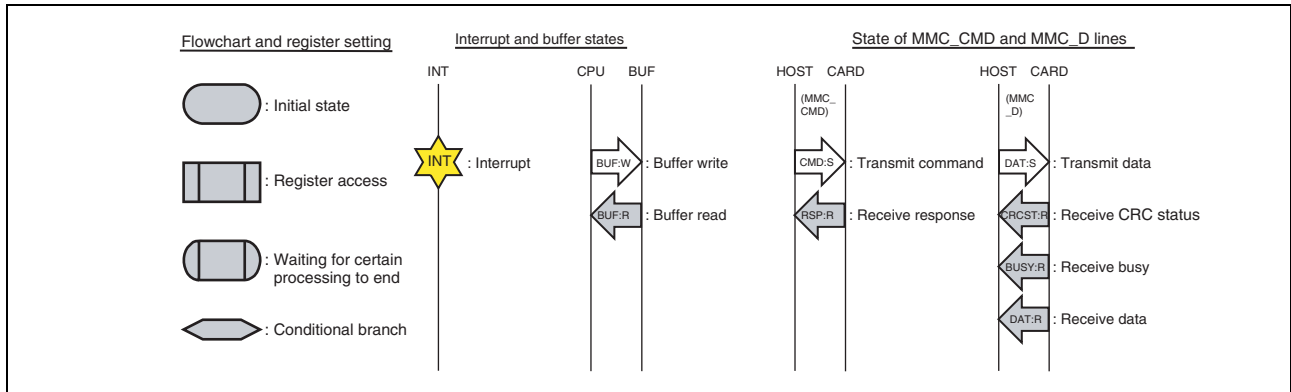 Flowchart and register setting
: Initial state
: Register access
: Waiting for certain
processing to end
: Conditional branch
Interrupt and buffer states
INT
CPU BUF
INT : Interrupt
BUF:W : Buffer write
BUF:R : Buffer read
State of MMC_CMD and MMC_D lines
HOST CARD
(MMC_
CMD)
CMD:S : Transmit command
RSP:R : Receive response
HOST CARD
(MMC
_D)
DAT:S : Transmit data
CRCST:R : Receive CRC status
BUSY:R : Receive busy
DAT:R : Receive data